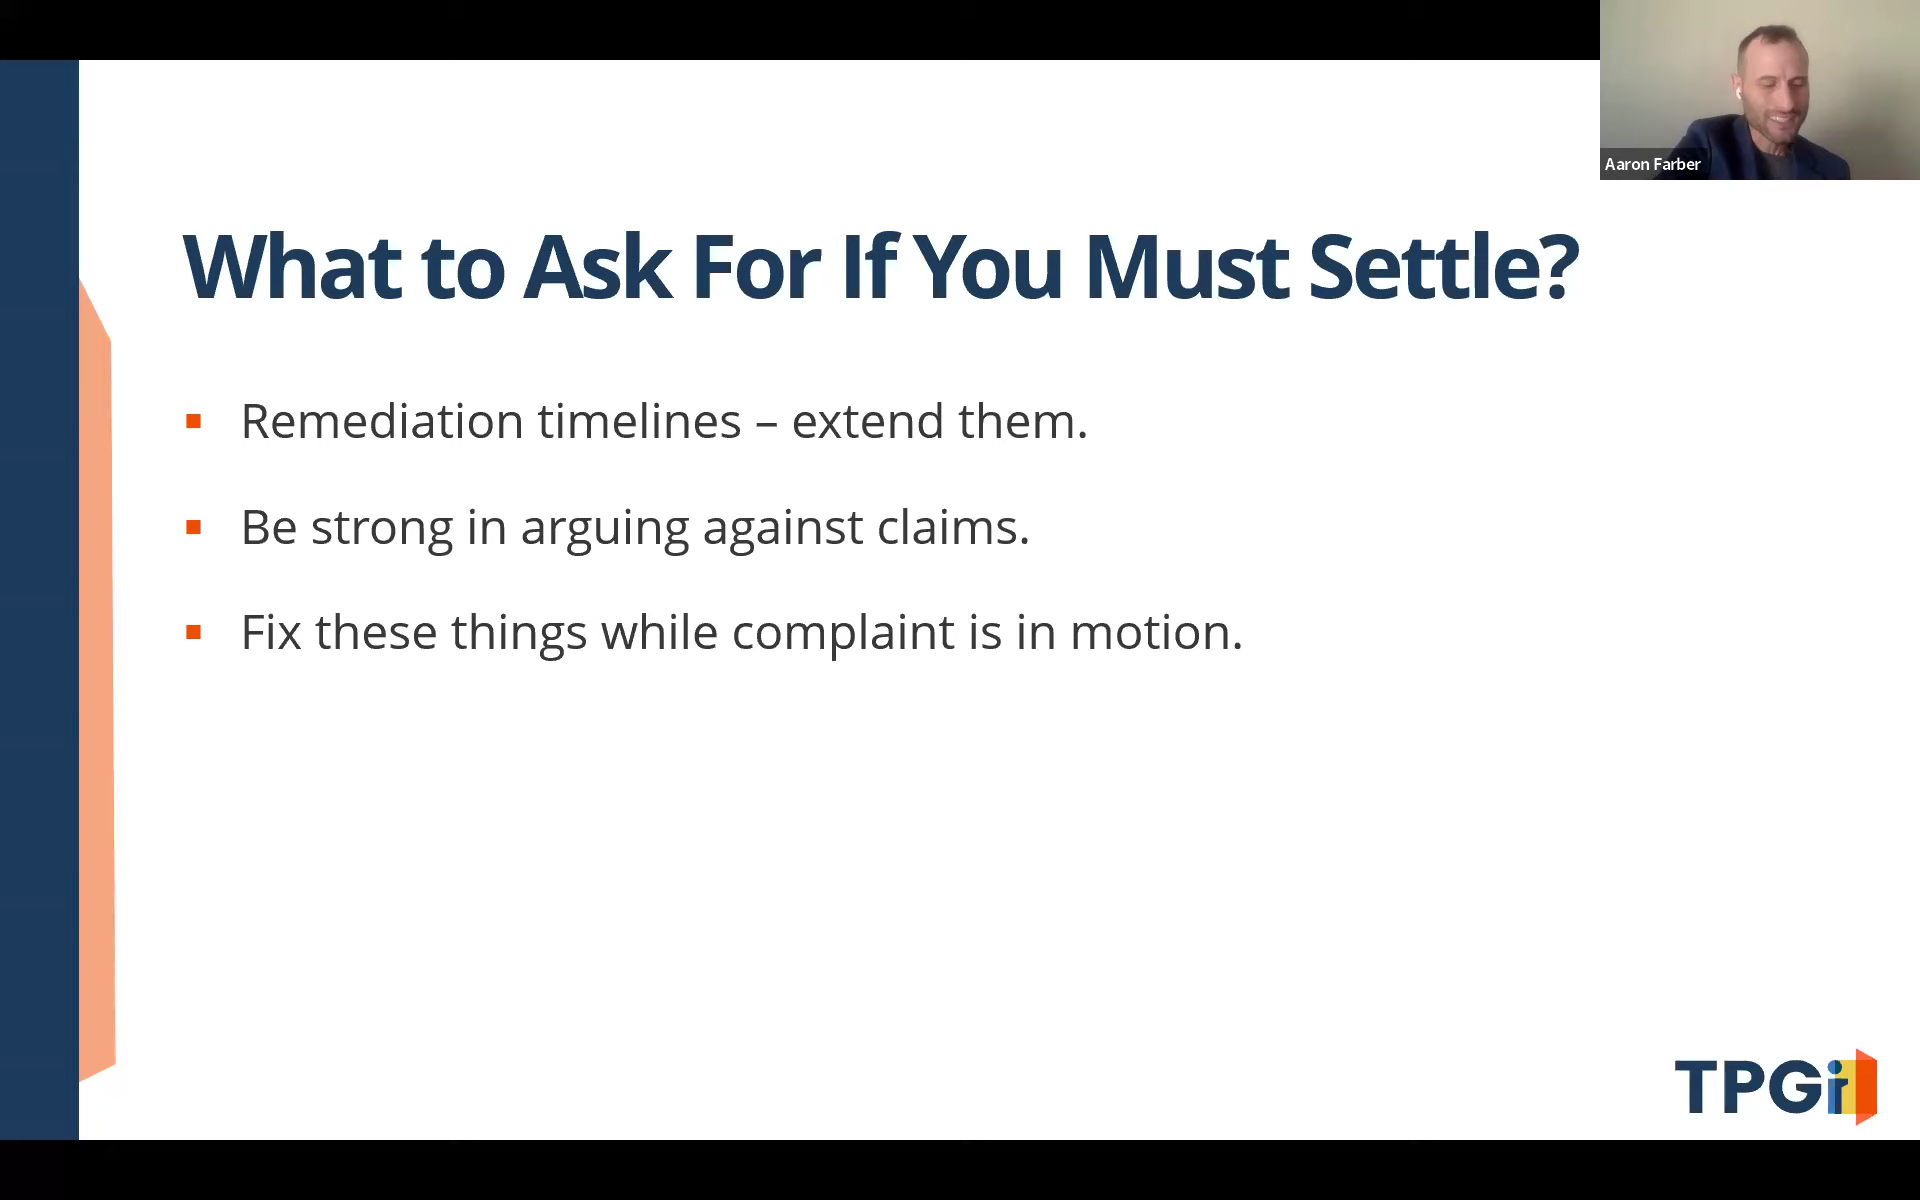 Aaron Farber
What to Ask For If You Must Settle?
▪ Remediation timelines – extend them.
▪ Be strong in arguing against claims.
▪ Fix these things while complaint is in motion.
TPGi